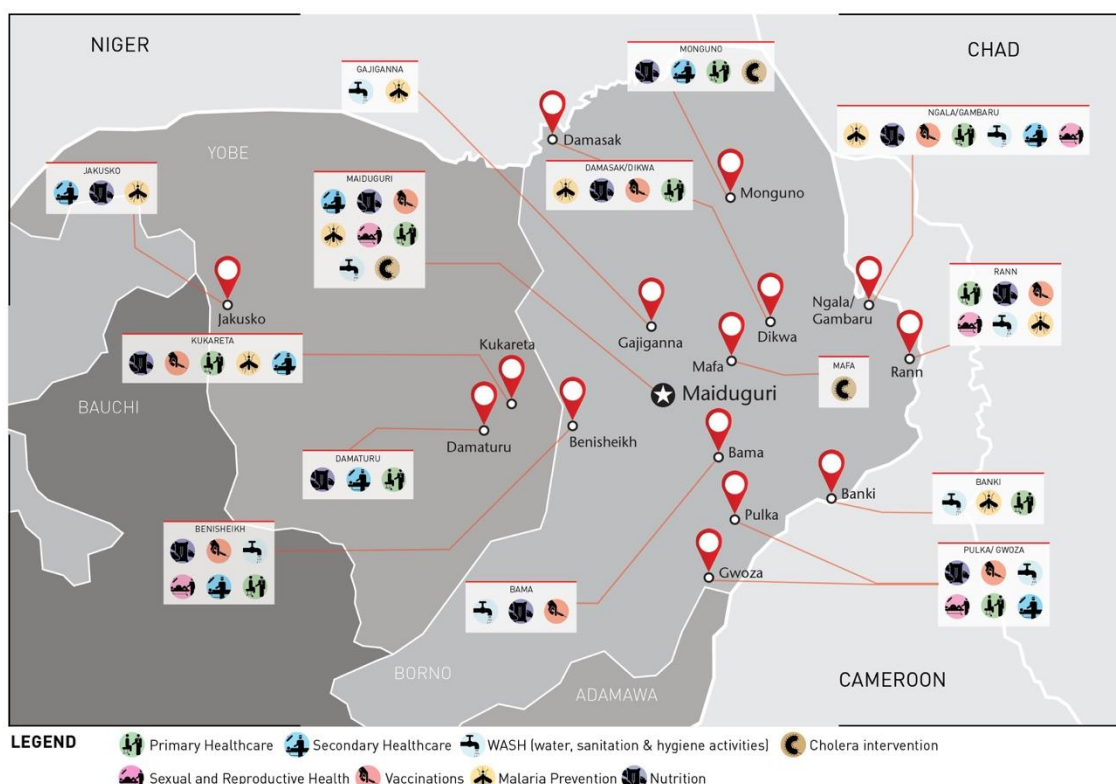 NIGER
CHAD
MONGUNO
GAJIGANNA
NGALA/GAMBARU
Damasak
YOBE
DAMASAK/DIKWA
JAKUSKO
MAIDUGURI
Monguno
RANN
Ngala/
Gambaru
Jakusko
Gajiganna
Dikwa
KUKARETA
Kukareta
Mafa
MAFA
Rann
Maiduguri
BAUCHI
Damaturu
Benisheikh
DAMATURU
Bama
BANKI
Banki
Pulka
BENISHEIKH
PULKA/ GWOZA
Gwoza
BAMA
BORNO
ADAMAWA
CAMEROON
LEGEND
Primary Healthcare
Secondary Healthcare
WASH (water, sanitation & hygiene activities)
Cholera intervention
Sexual and Reproductive Health
Vaccinations
Malaria Prevention
Nutrition